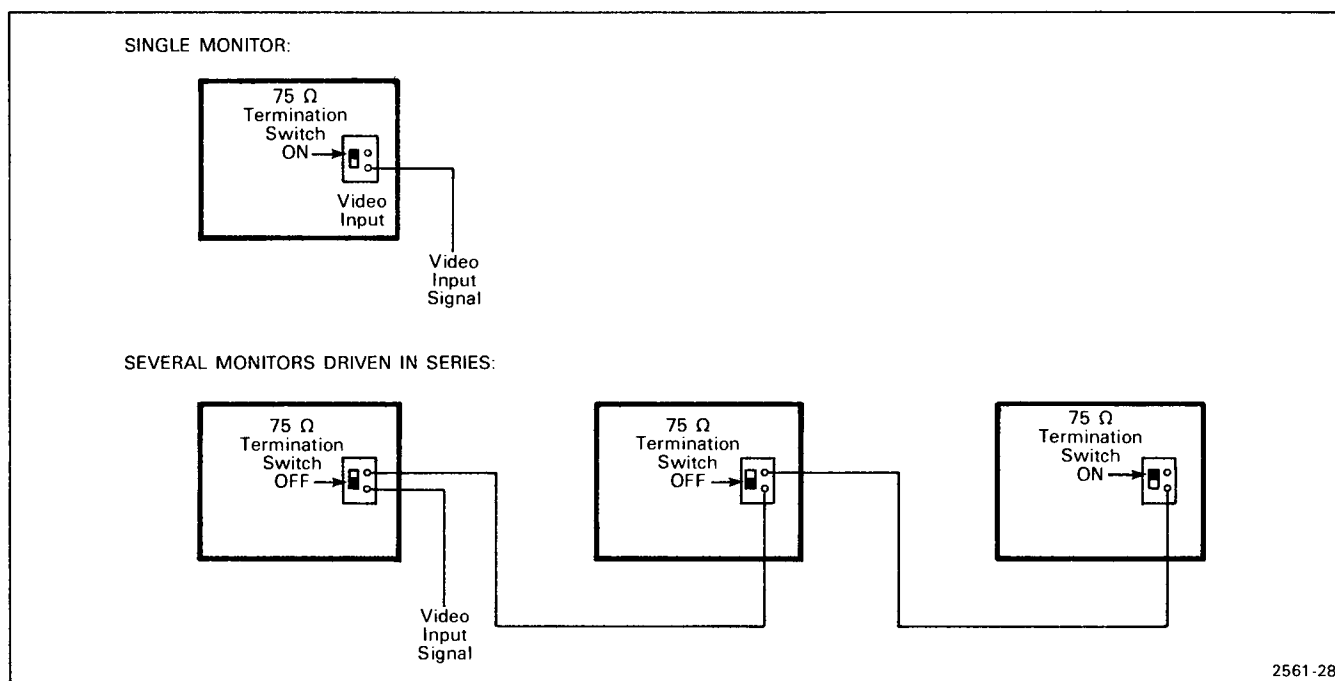 SINGLE MONITOR:
75 Ω
Termination
Switch
ON
Video
Input
Video
Input
Signal
SEVERAL MONITORS DRIVEN IN SERIES:
75 Ω
Termination
Switch
OFF
Video
Input
Signal
75 Ω
Termination
Switch
OFF
75 Ω
Termination
Switch
ON
2561-28